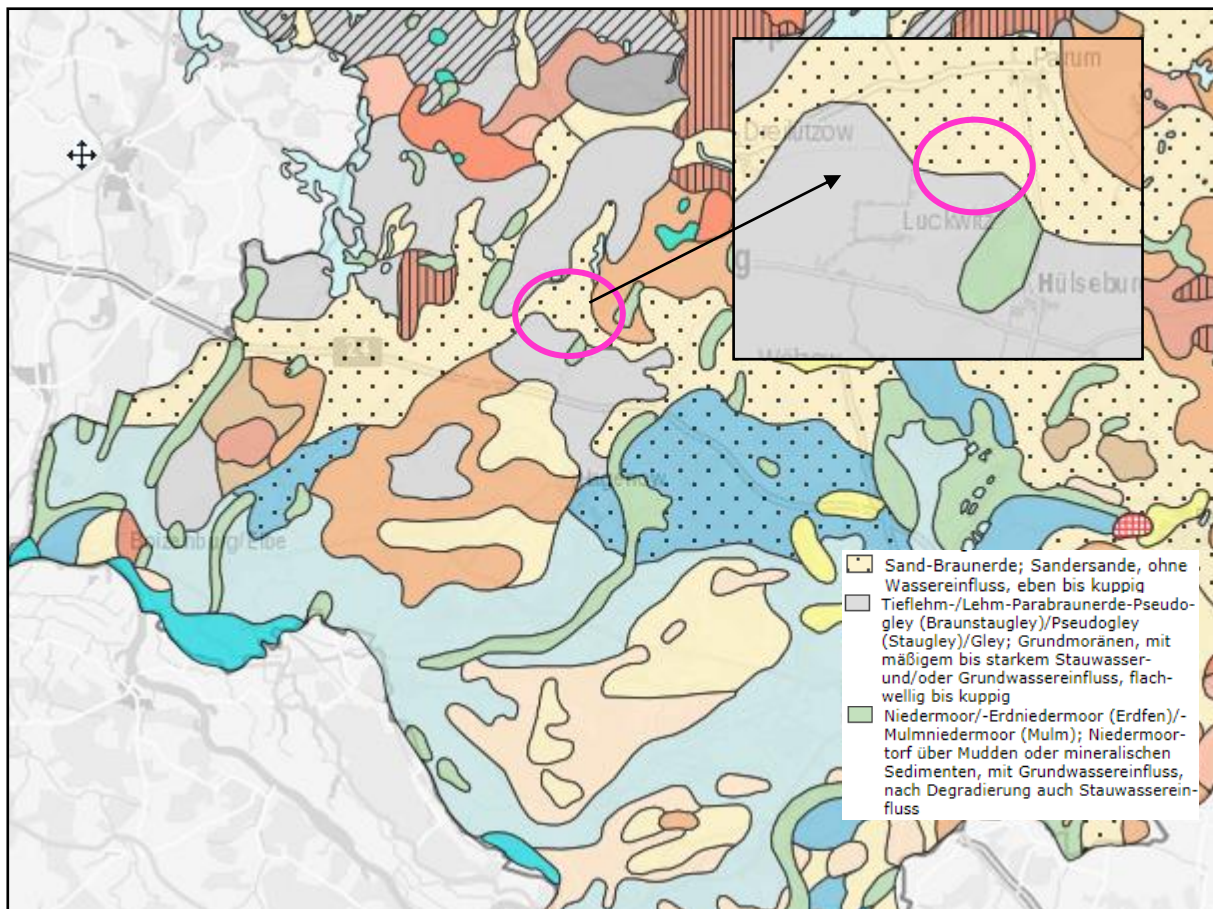 Parum
Dreilützow
Luckwitz
Hülseburg
24
Boizenburg/Elbe
Sand-Braunerde; Sandersande, ohne
Wassereinfluss, eben bis kuppig
Tieflehm-/Lehm-Parabraunerde-Pseudo-
gley (Braunstaugley)/Pseudogley
(Staugley)/Gley; Grundmoränen, mit
mäßigem bis starkem Stauwasser-
und/oder Grundwassereinfluss, flach-
wellig bis kuppig
Niedermoor/-Erdniedermoor (Erdfen)/-
Mulmniedermoor (Mulm); Niedermoor-
torf über Mudden oder mineralischen
Sedimenten, mit Grundwassereinfluss,
nach Degradierung auch Stauwasserein-
fluss